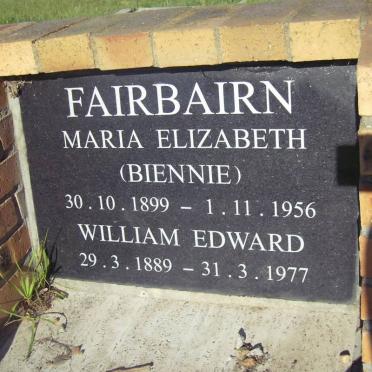 FAIRBAIRN
MARIA ELIZABETH
(BIENNIE)
30.10.1899 – 1.11.1956
WILLIAM EDWARD
29.3.1889 – 31.3.1977